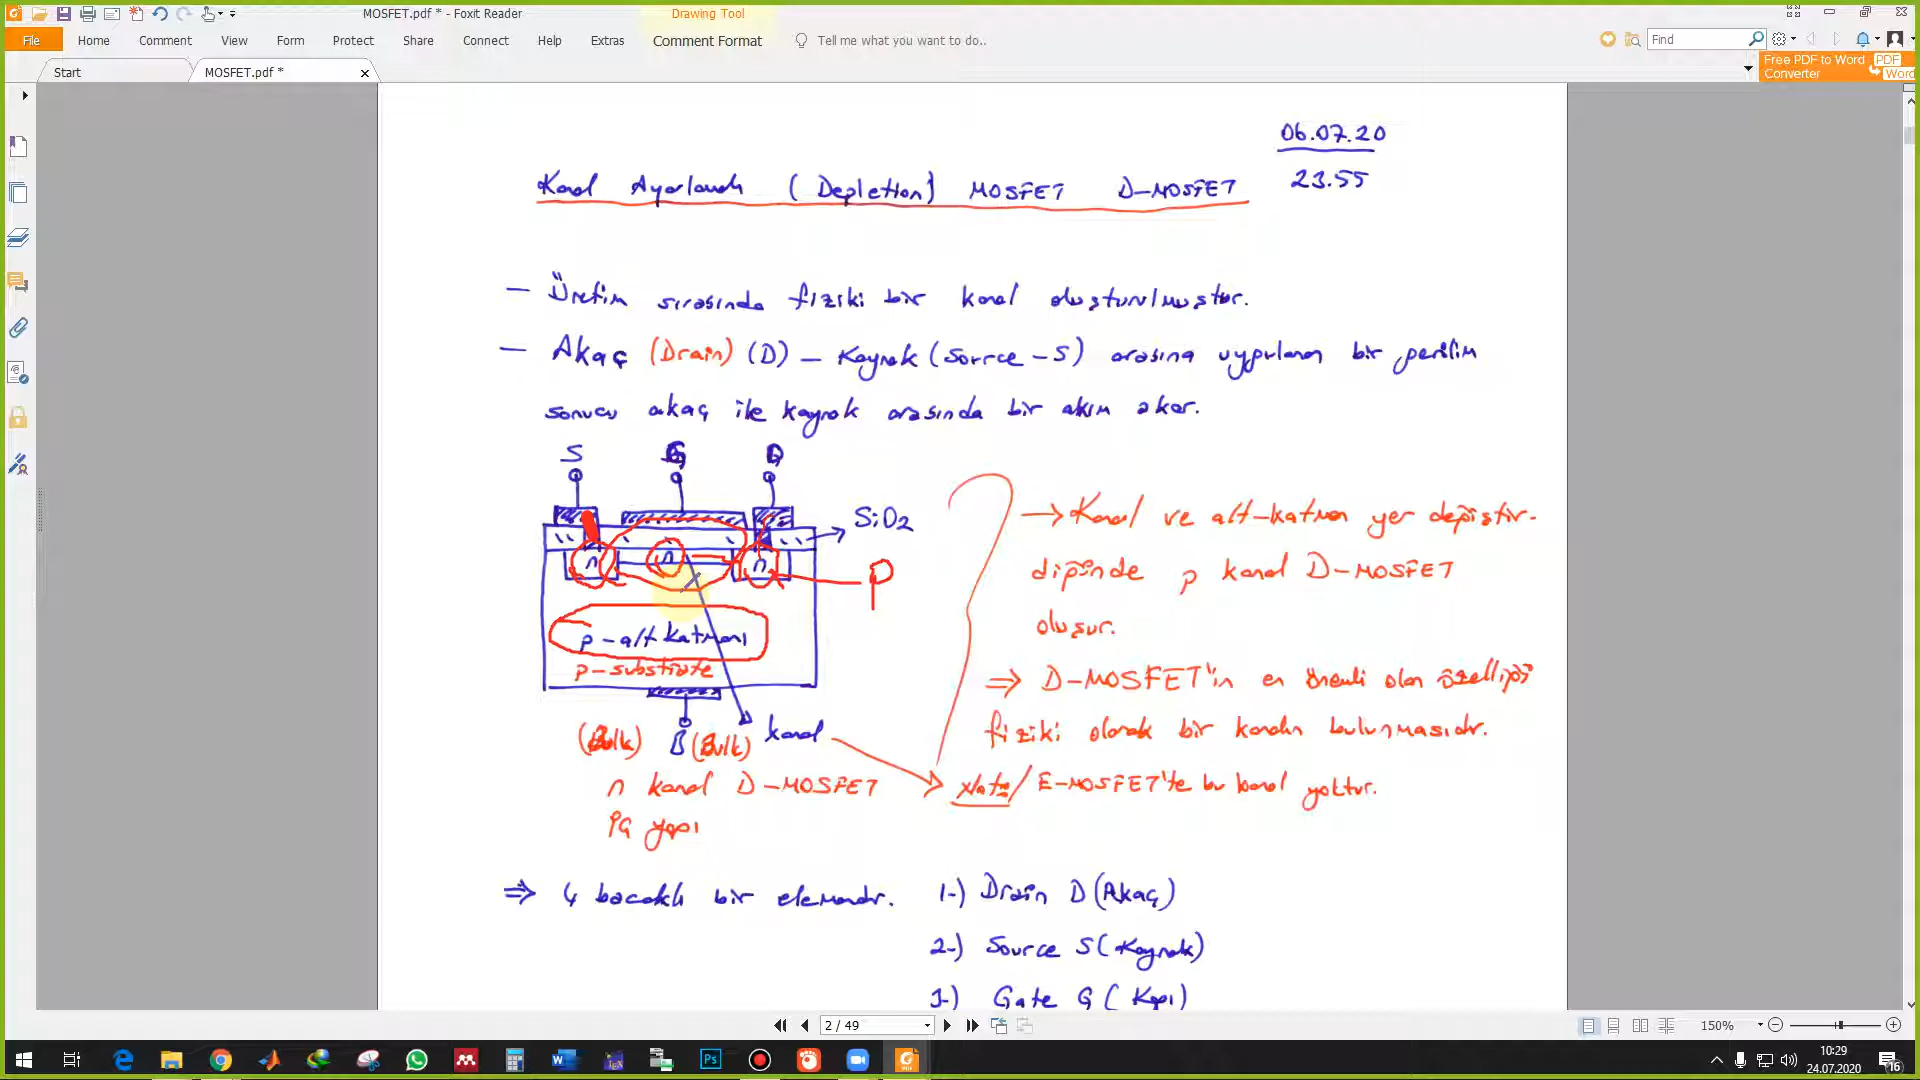 MOSFET.pdf * - Foxit Reader
Drawing Tool
File Home Comment View Form Protect Share Connect Help Extras Comment Format Tell me what you want to do.. Find
Start MOSFET.pdf *
Free PDF to Word Converter PDF Word
06.07.20
23.55
Kanal Ayarlamalı (Depletion) MOSFET D-MOSFET
- Üretim sırasında fiziki bir kanal oluşturulmuştur.
- Akaç (Drain) (D) - Kaynak (Source - S) arasına uygulanan bir gerilim
sonucu akaç ile kaynak arasında bir akım akar.
S G D
SiO2
n n n
P
p-alt katmanı
p-substrate
(Bulk) B (Bulk) kanal
n kanal D-MOSFET
iç yapı
→ Kanal ve alt-katman yer değiştir-
diğinde p kanal D-MOSFET
oluşur.
⇒ D-MOSFET'in en önemli olan özelliği
fiziki olarak bir kanalın bulunmasıdır.
Note/ E-MOSFET'te bu kanal yoktur.
⇒ 4 bacaklı bir elemandır.
1-) Drain D (Akaç)
2-) Source S (Kaynak)
3-) Gate G (Kapı)
2 / 49
150%
10:29
24.07.2020
16